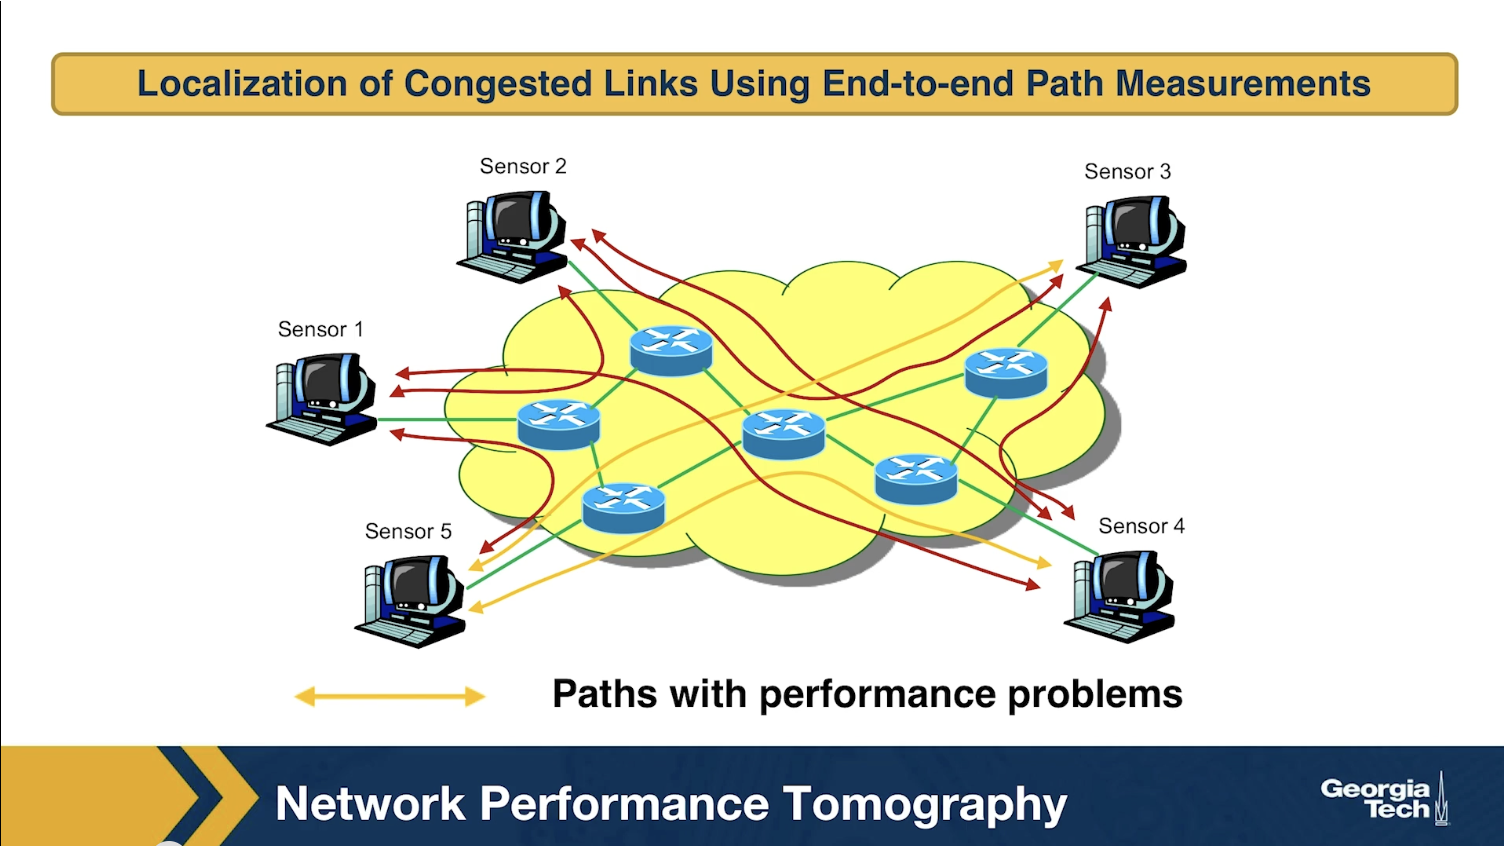 Localization of Congested Links Using End-to-end Path Measurements
Sensor 2
Sensor 3
Sensor 1
Sensor 5
Sensor 4
Paths with performance problems
Network Performance Tomography
Georgia
Tech